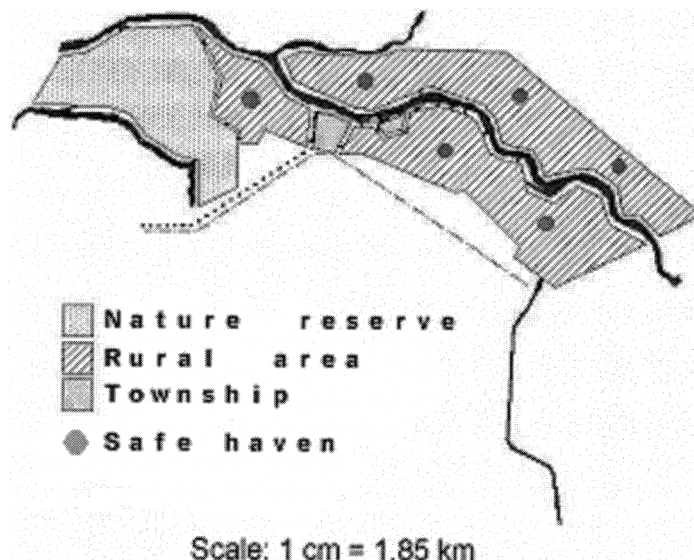 Nature reserve
Rural area
Township
Safe haven
Scale: 1 cm = 1.85 km